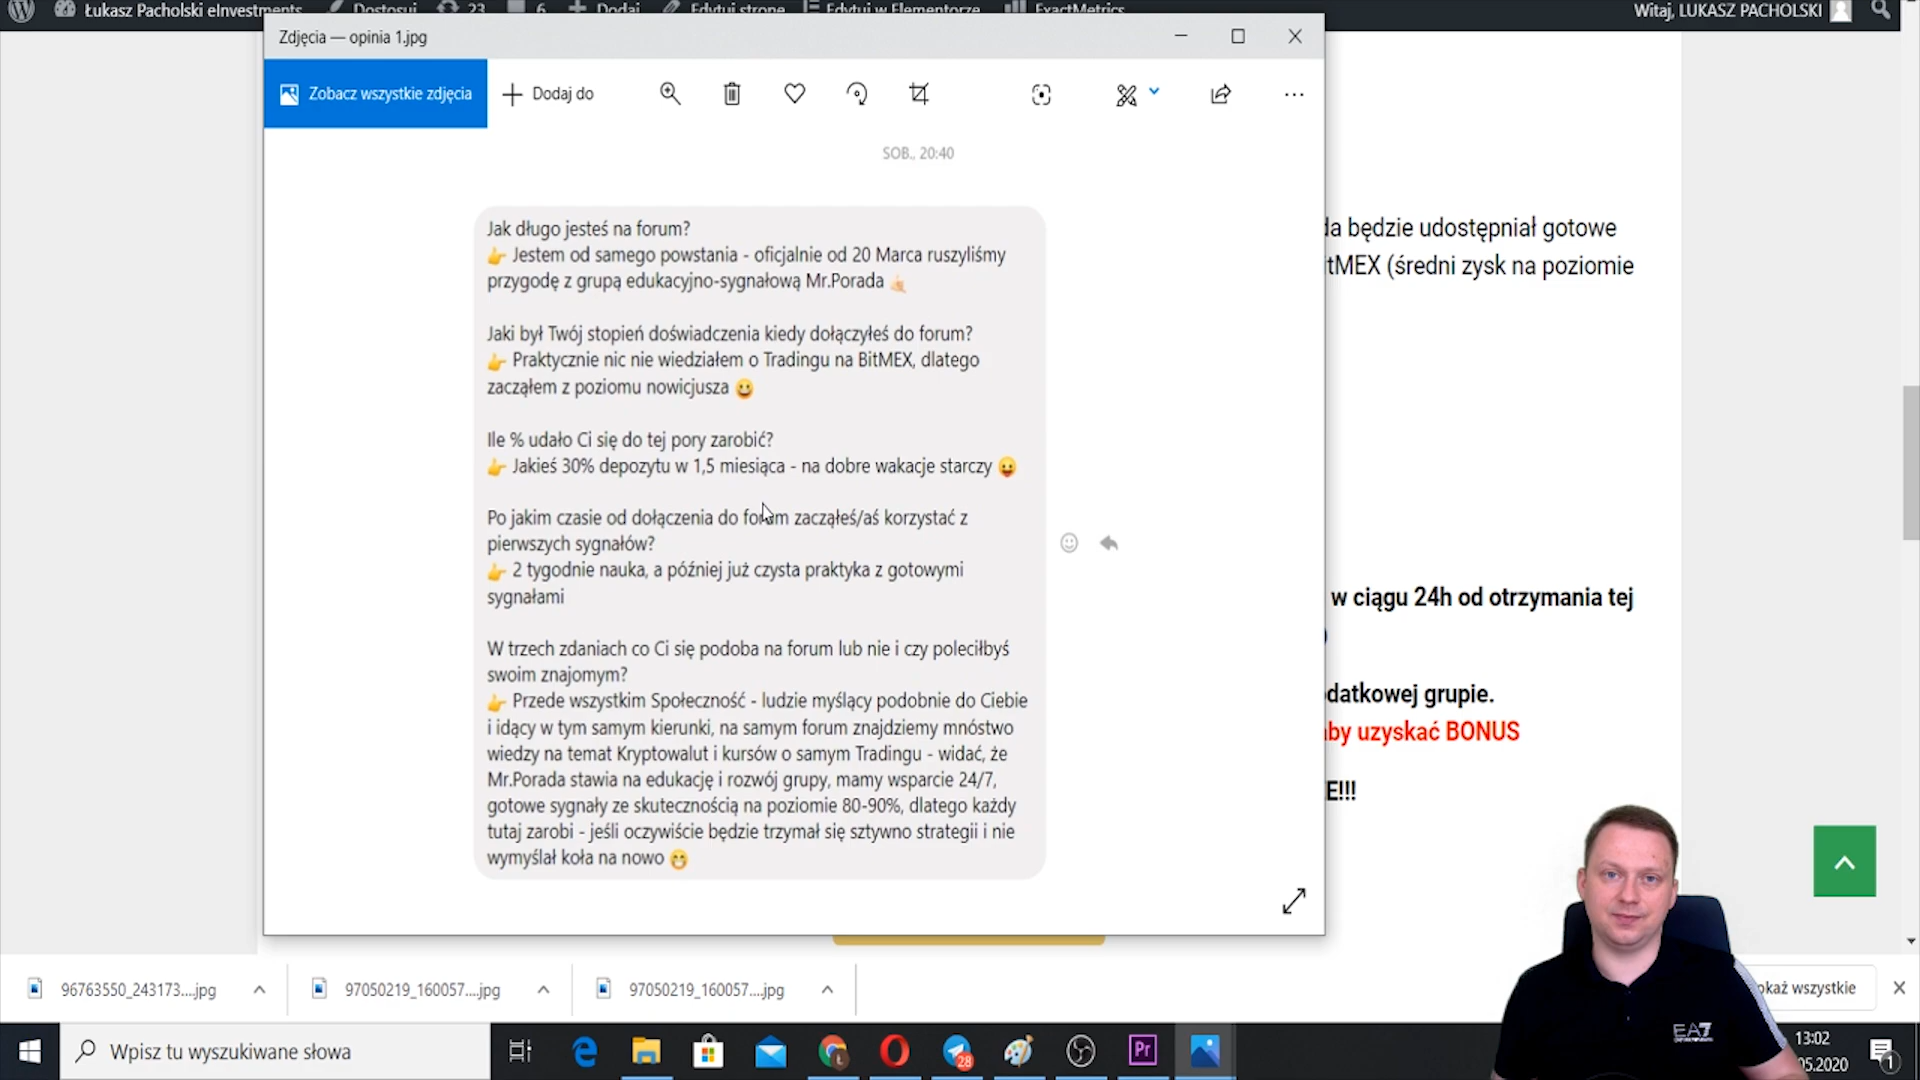 Łukasz Pacholski eInvestments
Dostosuj
23
6
Dodaj
Edytuj stronę
Edytuj w Elementorze
ExactMetrics
Witaj, LUKASZ PACHOLSKI
Zdjęcia — opinia 1.jpg
Zobacz wszystkie zdjęcia
Dodaj do
SOB., 20:40
Jak długo jesteś na forum?
👉 Jestem od samego powstania - oficjalnie od 20 Marca ruszyliśmy
przygodę z grupą edukacyjno-sygnałową Mr.Porada 🤙🏻
Jaki był Twój stopień doświadczenia kiedy dołączyłeś do forum?
👉 Praktycznie nic nie wiedziałem o Tradingu na BitMEX, dlatego
zacząłem z poziomu nowicjusza 😀
Ile % udało Ci się do tej pory zarobić?
👉 Jakieś 30% depozytu w 1,5 miesiąca - na dobre wakacje starczy 😛
Po jakim czasie od dołączenia do forum zacząłeś/aś korzystać z
pierwszych sygnałów?
👉 2 tygodnie nauka, a później już czysta praktyka z gotowymi
sygnałami
W trzech zdaniach co Ci się podoba na forum lub nie i czy poleciłbyś
swoim znajomym?
👉 Przede wszystkim Społeczność - ludzie myślący podobnie do Ciebie
i idący w tym samym kierunki, na samym forum znajdziemy mnóstwo
wiedzy na temat Kryptowalut i kursów o samym Tradingu - widać, że
Mr.Porada stawia na edukację i rozwój grupy, mamy wsparcie 24/7,
gotowe sygnały ze skutecznością na poziomie 80-90%, dlatego każdy
tutaj zarobi - jeśli oczywiście będzie trzymał się sztywno strategii i nie
wymyślał koła na nowo 😁
da będzie udostępniał gotowe
itMEX (średni zysk na poziomie
w ciągu 24h od otrzymania tej
odatkowej grupie.
aby uzyskać BONUS
E!!!
96763550_243173....jpg
97050219_160057....jpg
97050219_160057....jpg
okaż wszystkie
Wpisz tu wyszukiwane słowa
28
Pr
EA7
13:02
05.2020
1